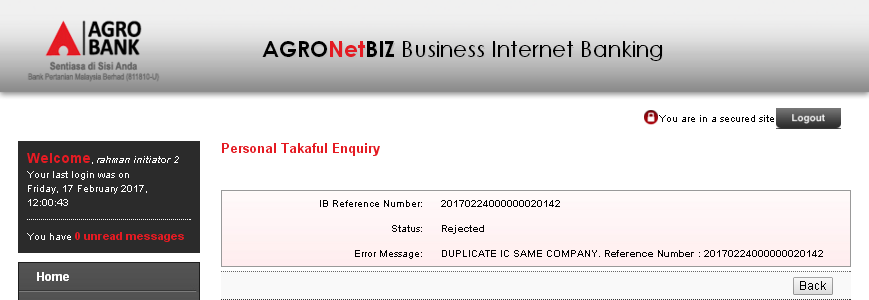 AGRO
BANK
Sentiasa di Sisi Anda
Bank Pertanian Malaysia Berhad (811810-U)
AGRONetBIZ Business Internet Banking
You are in a secured site
Logout
Welcome, rahman initiator 2
Your last login was on
Friday, 17 February 2017,
12:00:43
You have 0 unread messages
Home
Personal Takaful Enquiry
IB Reference Number: 20170224000000020142
Status: Rejected
Error Message: DUPLICATE IC SAME COMPANY. Reference Number : 20170224000000020142
Back